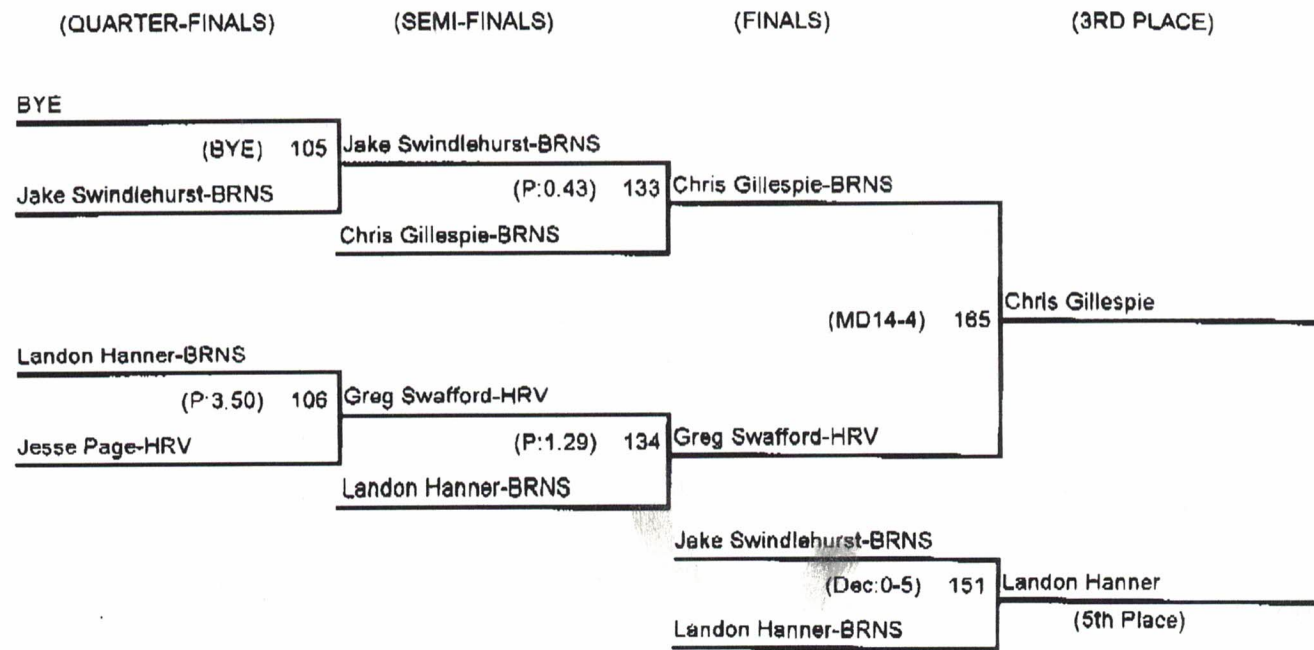 (QUARTER-FINALS) (SEMI-FINALS) (FINALS) (3RD PLACE)
BYE
(BYE) 105 Jake Swindlehurst-BRNS
Jake Swindlehurst-BRNS
(P:0.43) 133 Chris Gillespie-BRNS
Chris Gillespie-BRNS
(MD14-4) 165 Chris Gillespie
Landon Hanner-BRNS
(P:3.50) 106 Greg Swafford-HRV
Jesse Page-HRV
(P:1.29) 134 Greg Swafford-HRV
Landon Hanner-BRNS
Jake Swindlehurst-BRNS
(Dec:0-5) 151 Landon Hanner
Landon Hanner-BRNS
(5th Place)